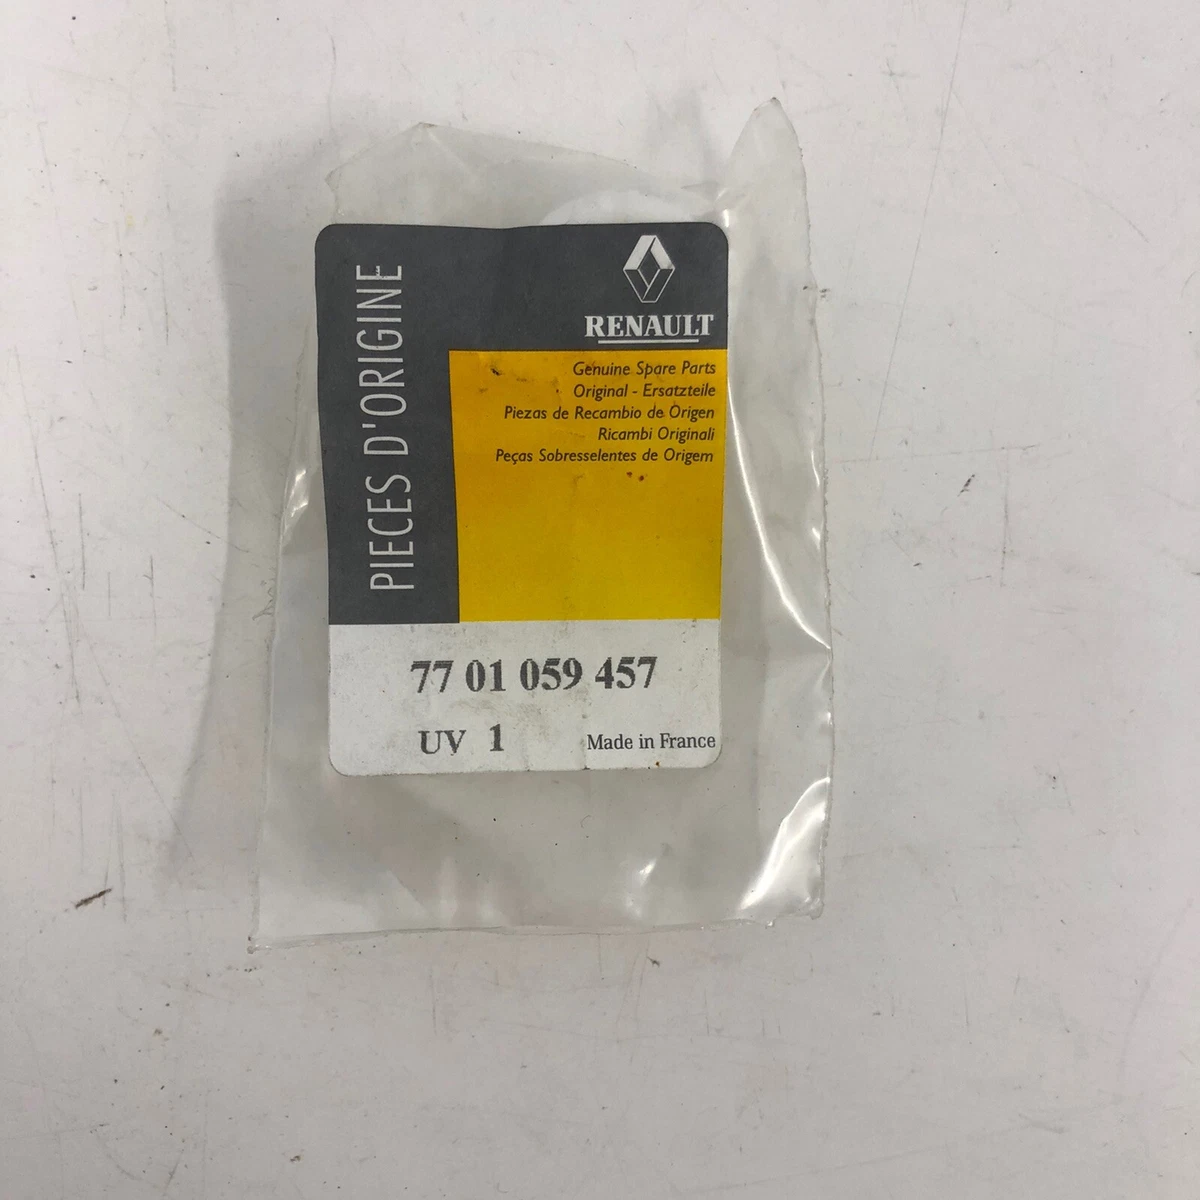 PIECES D'ORIGINE
RENAULT
Genuine Spare Parts
Original - Ersatzteile
Piezas de Recambio de Origen
Ricambi Originali
Peças Sobresselentes de Origem
77 01 059 457
UV 1
Made in France